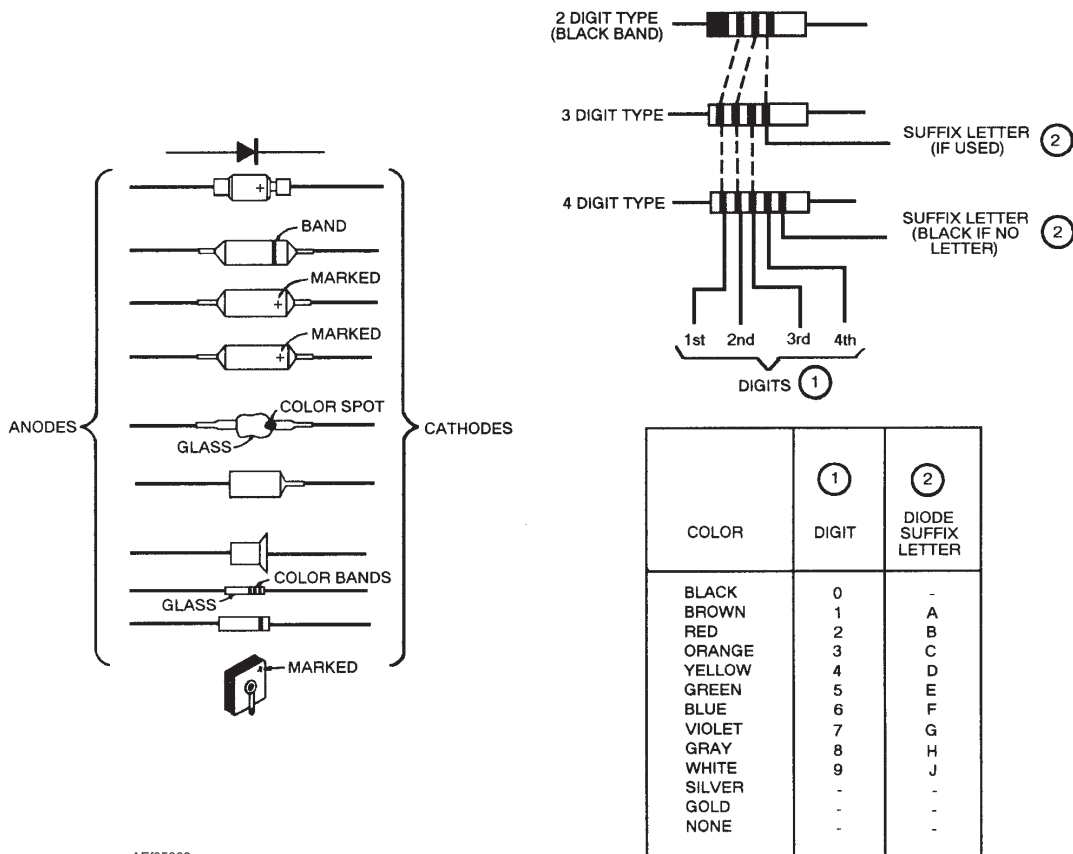 2 DIGIT TYPE
(BLACK BAND)
3 DIGIT TYPE
SUFFIX LETTER
(IF USED)
2
4 DIGIT TYPE
SUFFIX LETTER
(BLACK IF NO
LETTER)
2
1st 2nd 3rd 4th
DIGITS 1
+
BAND
MARKED
+
MARKED
+
COLOR SPOT
GLASS
ANODES
CATHODES
COLOR BANDS
GLASS
MARKED
1 2
COLOR DIGIT DIODE
SUFFIX
LETTER
BLACK 0 -
BROWN 1 A
RED 2 B
ORANGE 3 C
YELLOW 4 D
GREEN 5 E
BLUE 6 F
VIOLET 7 G
GRAY 8 H
WHITE 9 J
SILVER - -
GOLD - -
NONE - -